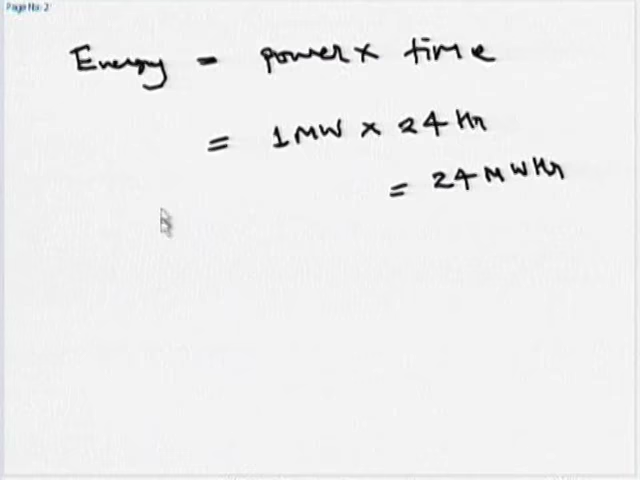 Page No: 2
Energy = power x time
= 1 MW x 24 Hr
= 24 MWHr